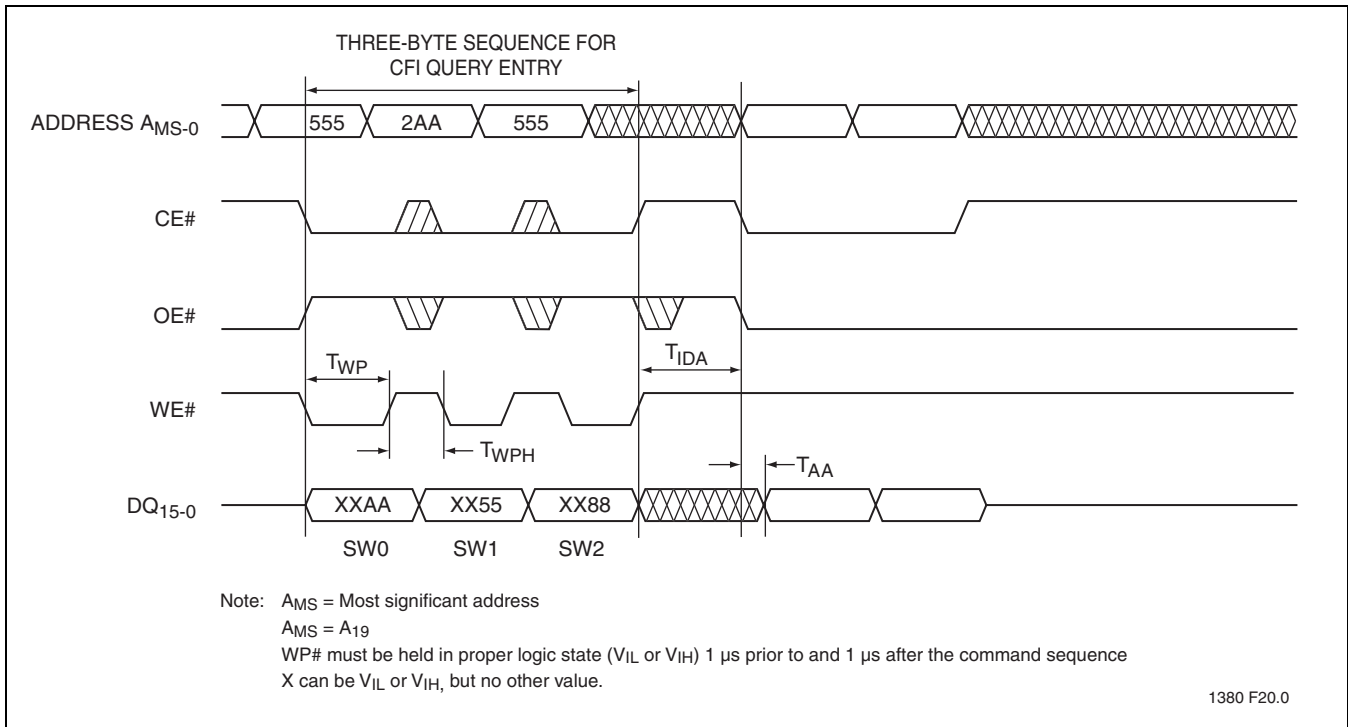 THREE-BYTE SEQUENCE FOR
CFI QUERY ENTRY
ADDRESS AMS-0
555
2AA
555
CE#
OE#
TWP
TIDA
WE#
TWPH
TAA
DQ15-0
XXAA
XX55
XX88
SW0
SW1
SW2
Note: AMS = Most significant address
AMS = A19
WP# must be held in proper logic state (VIL or VIH) 1 µs prior to and 1 µs after the command sequence
X can be VIL or VIH, but no other value.
1380 F20.0